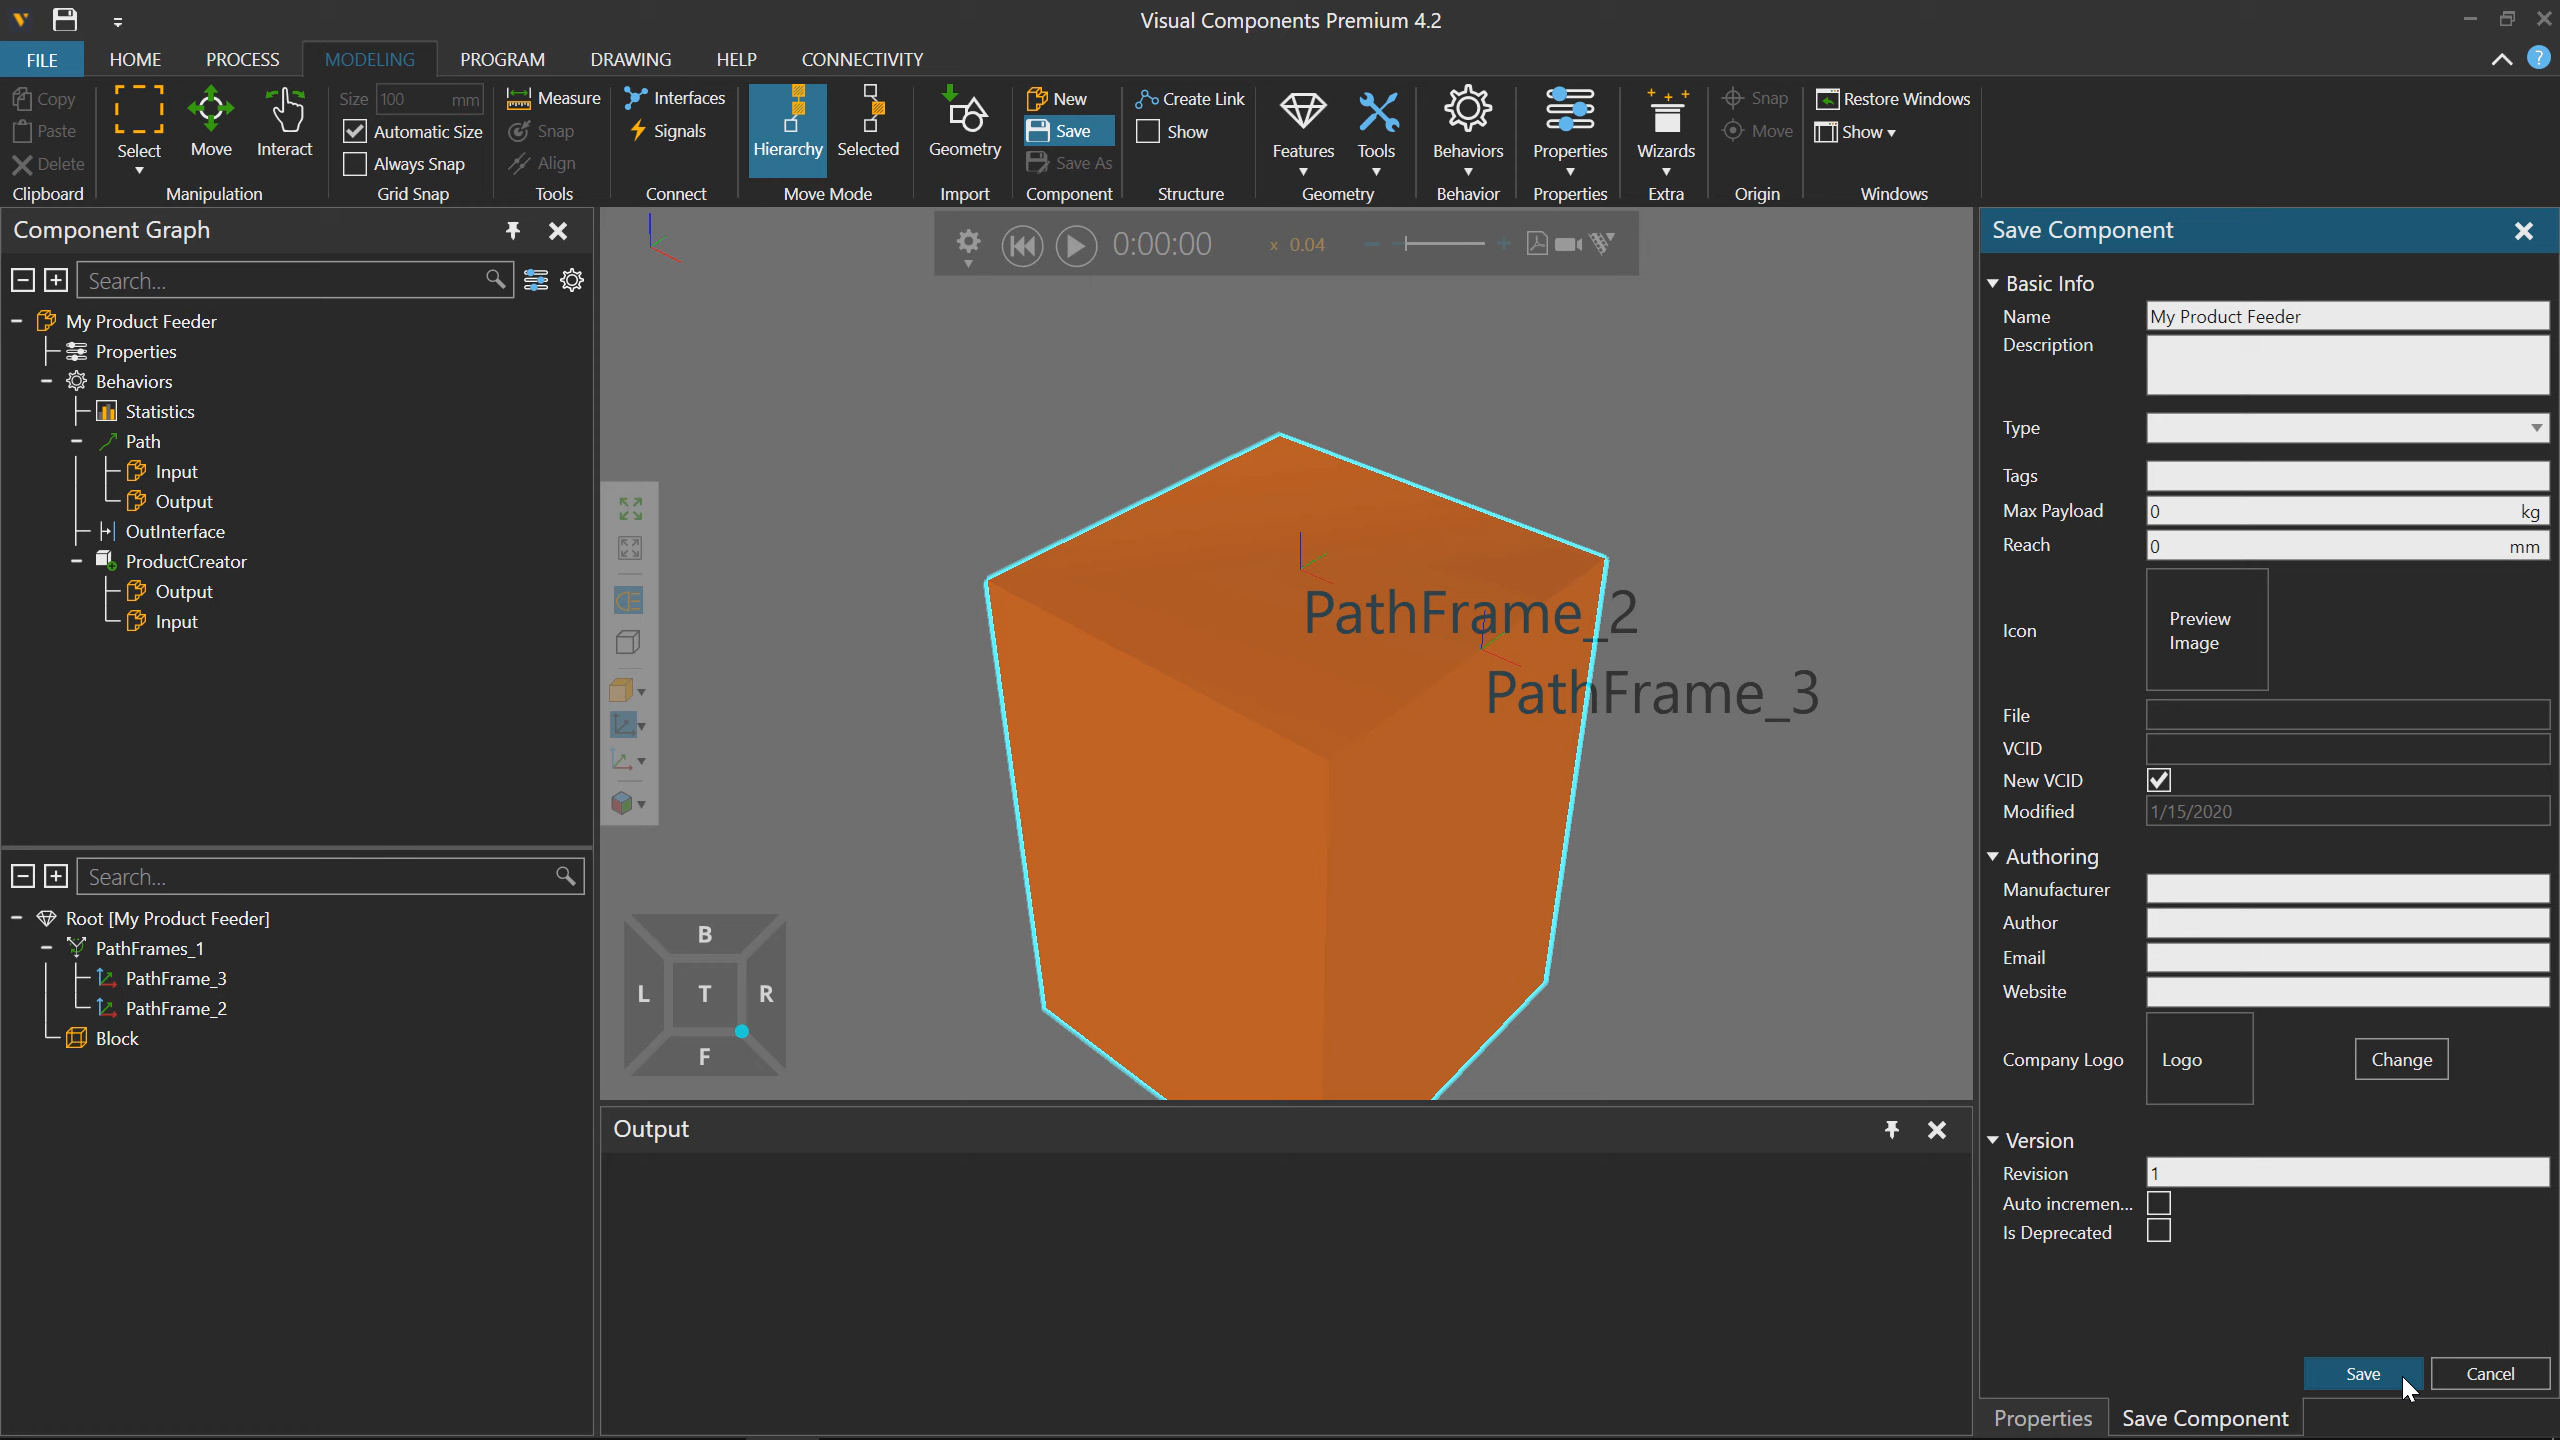 Visual Components Premium 4.2
FILE HOME PROCESS MODELING PROGRAM DRAWING HELP CONNECTIVITY
Copy
Paste
Delete
Clipboard
Select
Move
Interact
Manipulation
Size 100 mm
Automatic Size
Always Snap
Grid Snap
Measure
Snap
Align
Tools
Interfaces
Signals
Connect
Hierarchy
Selected
Move Mode
Geometry
Import
New
Save
Save As
Component
Create Link
Show
Structure
Features
Tools
Geometry
Behaviors
Behavior
Properties
Properties
Wizards
Extra
Snap
Move
Origin
Restore Windows
Show
Windows
Component Graph
Search...
My Product Feeder
Properties
Behaviors
Statistics
Path
Input
Output
OutInterface
ProductCreator
Output
Input
Search...
Root [My Product Feeder]
PathFrames_1
PathFrame_3
PathFrame_2
Block
0:00:00 x 0.04
PathFrame_2
PathFrame_3
B
L T R
F
Output
Save Component
Basic Info
Name My Product Feeder
Description
Type
Tags
Max Payload 0 kg
Reach 0 mm
Icon
Preview
Image
File
VCID
New VCID
Modified 1/15/2020
Authoring
Manufacturer
Author
Email
Website
Company Logo Logo Change
Version
Revision 1
Auto incremen...
Is Deprecated
Save Cancel
Properties Save Component